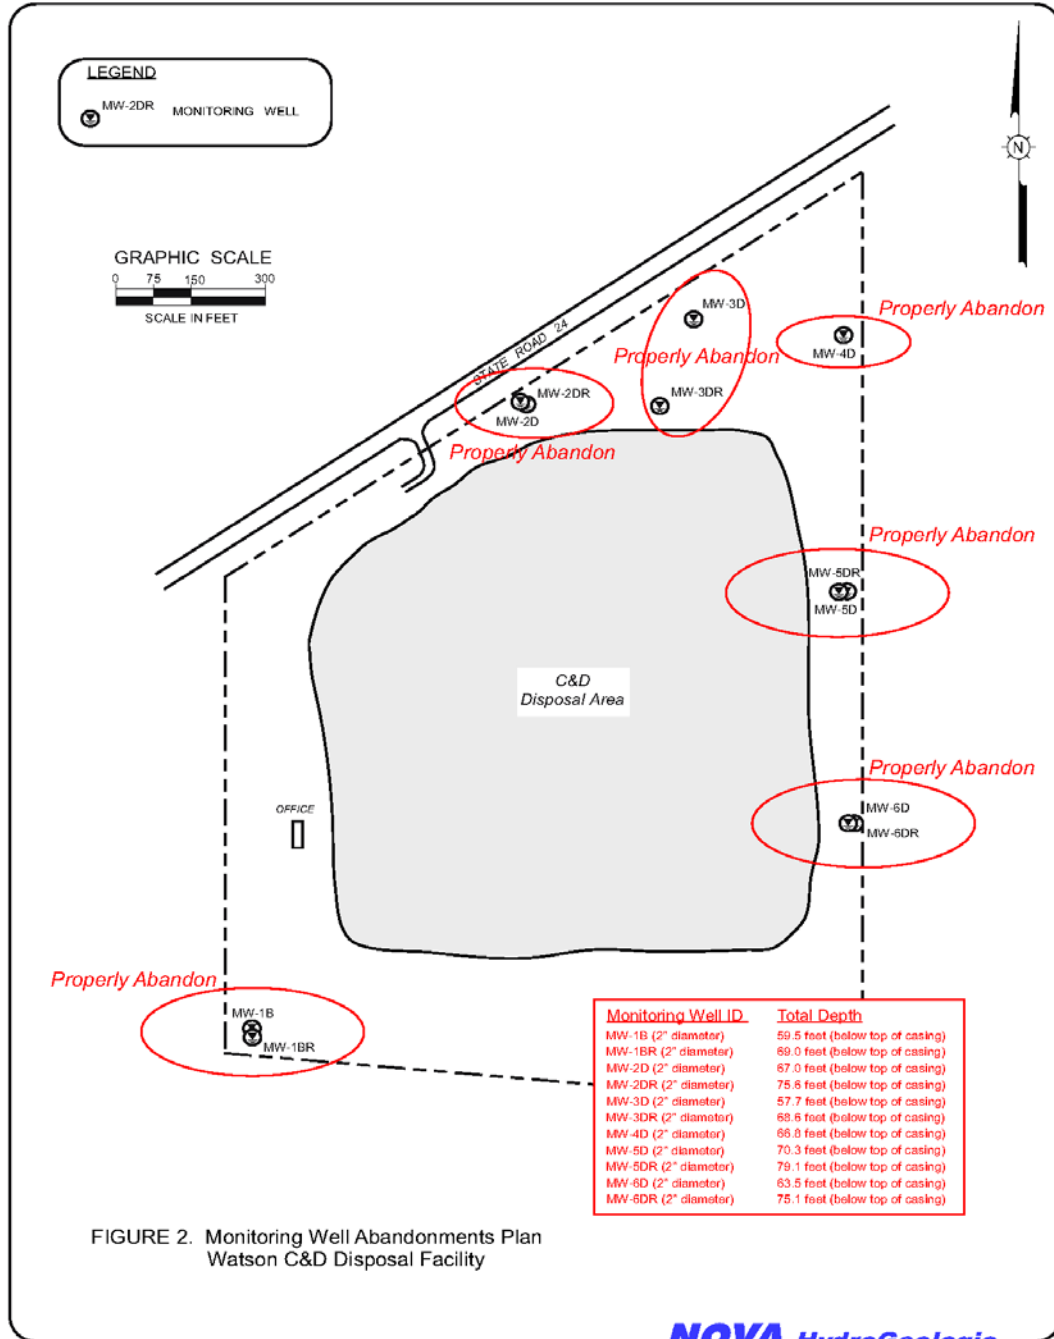 LEGEND
MW-2DR
MONITORING WELL
N
GRAPHIC SCALE
0 75 150 300
SCALE IN FEET
STATE ROAD 24
MW-3D
Properly Abandon
MW-3DR
Properly Abandon
MW-4D
MW-2DR
MW-2D
Properly Abandon
Properly Abandon
MW-5DR
MW-5D
C&D
Disposal Area
Properly Abandon
MW-6D
MW-6DR
OFFICE
Properly Abandon
MW-1B
MW-1BR
Monitoring Well ID Total Depth
MW-1B (2" diameter) 59.5 feet (below top of casing)
MW-1BR (2" diameter) 69.0 feet (below top of casing)
MW-2D (2" diameter) 67.0 feet (below top of casing)
MW-2DR (2" diameter) 75.6 feet (below top of casing)
MW-3D (2" diameter) 57.7 feet (below top of casing)
MW-3DR (2" diameter) 68.6 feet (below top of casing)
MW-4D (2" diameter) 66.8 feet (below top of casing)
MW-5D (2" diameter) 70.3 feet (below top of casing)
MW-5DR (2" diameter) 79.1 feet (below top of casing)
MW-6D (2" diameter) 63.5 feet (below top of casing)
MW-6DR (2" diameter) 75.1 feet (below top of casing)
FIGURE 2. Monitoring Well Abandonments Plan
Watson C&D Disposal Facility
NOVA HydroGeologic